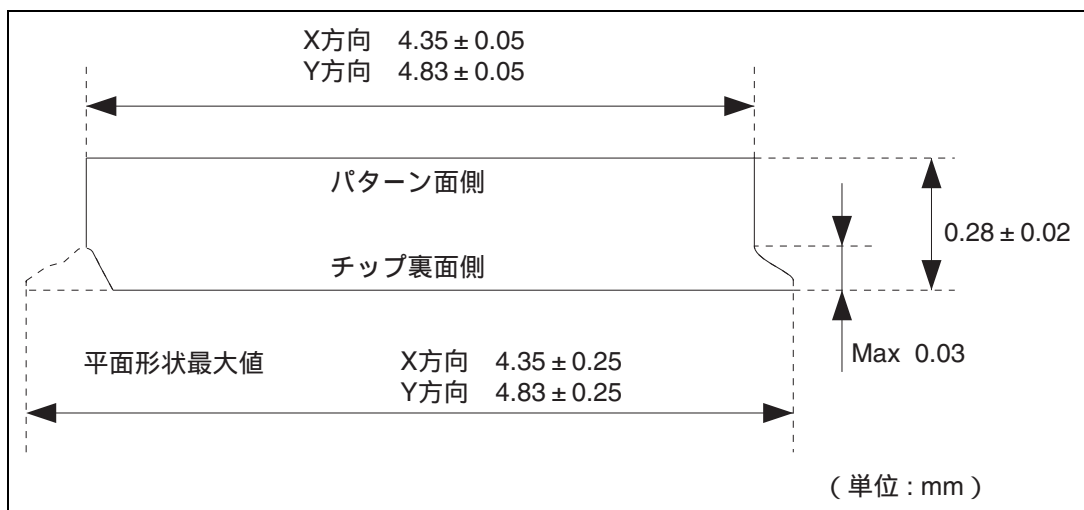 X方向 4.35±0.05
Y方向 4.83±0.05
パターン面側
0.28±0.02
チップ裏面側
Max 0.03
平面形状最大値
X方向 4.35±0.25
Y方向 4.83±0.25
（単位：mm）